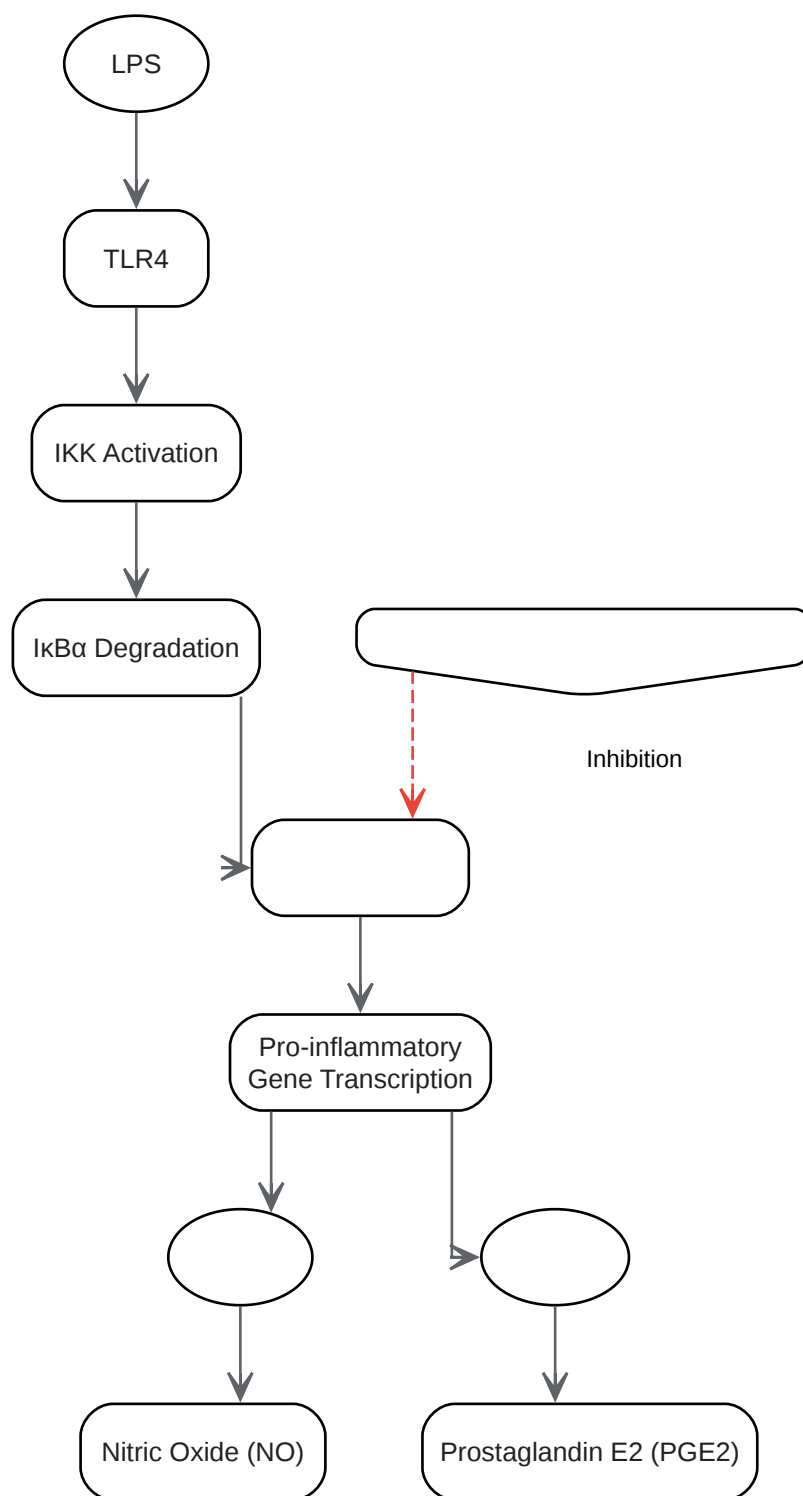 LPS
TLR4
IKK Activation
IκBα Degradation
Inhibition
Pro-inflammatory
Gene Transcription
Nitric Oxide (NO)
Prostaglandin E2 (PGE2)